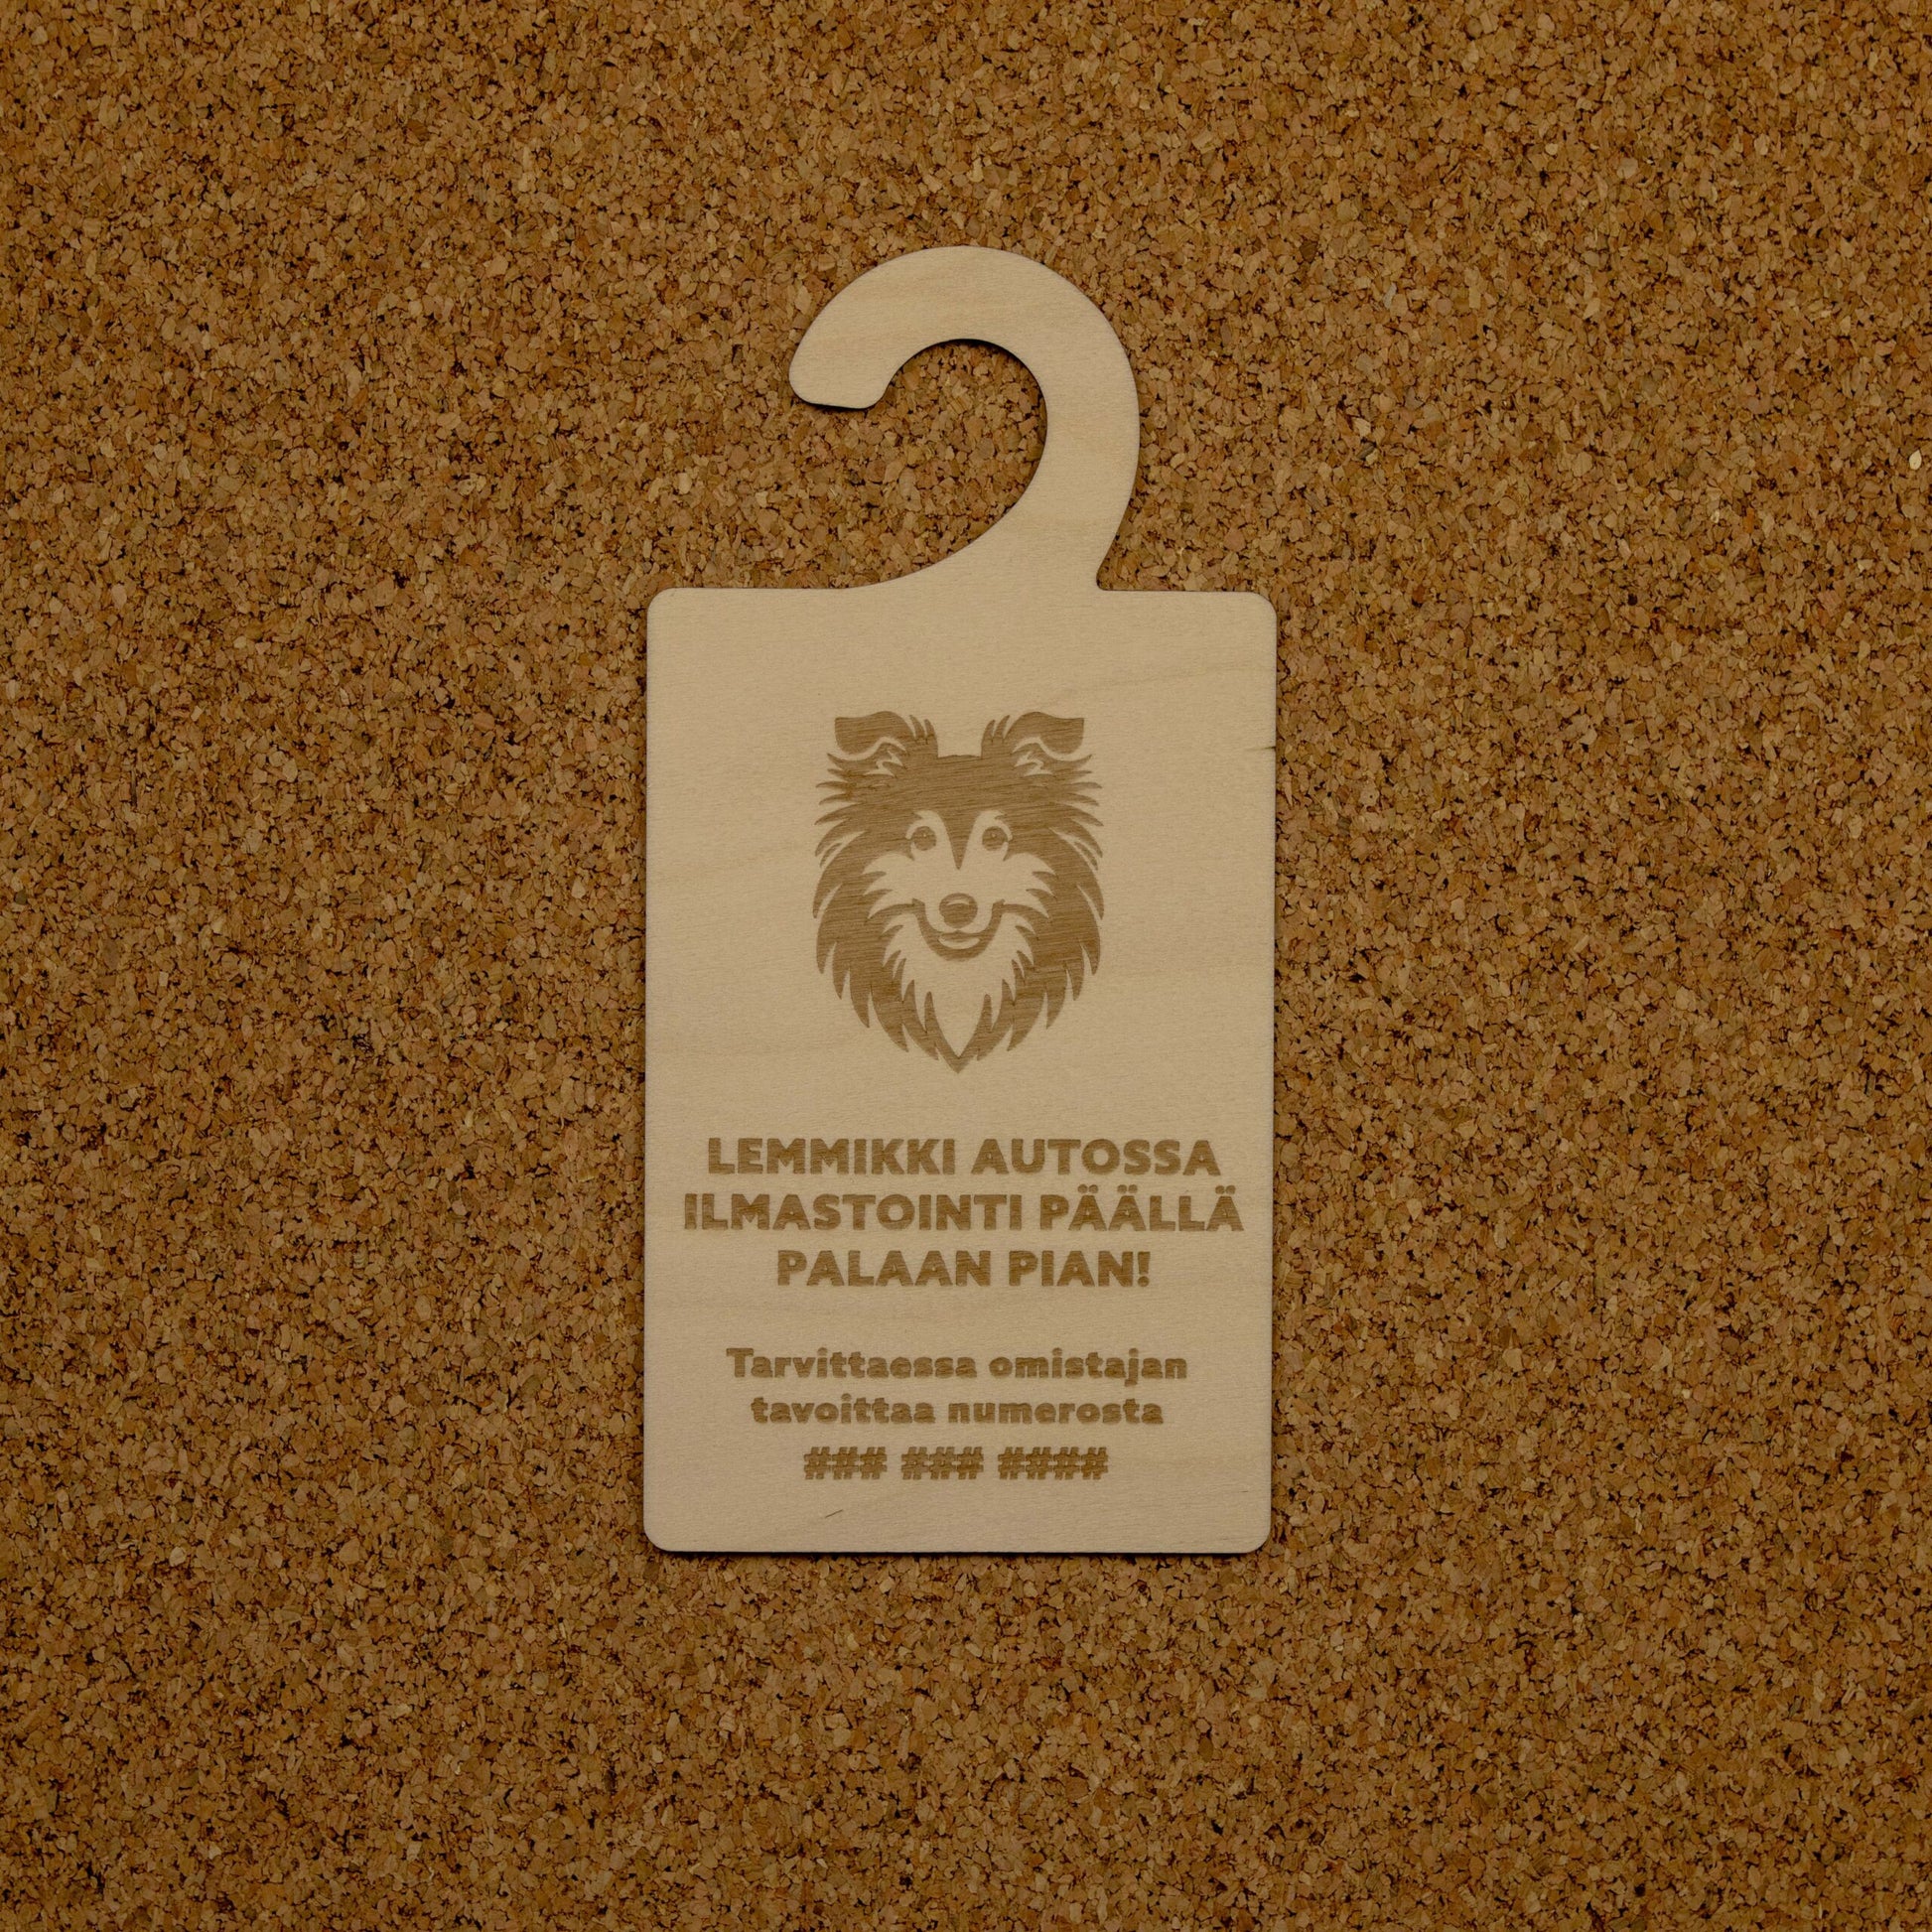 LEMMIKKI AUTOSSA
ILMASTOINTI PÄÄLLÄ
PALAAN PIAN!
Tarvittaessa omistajan
tavoittaa numerosta
### ### ####